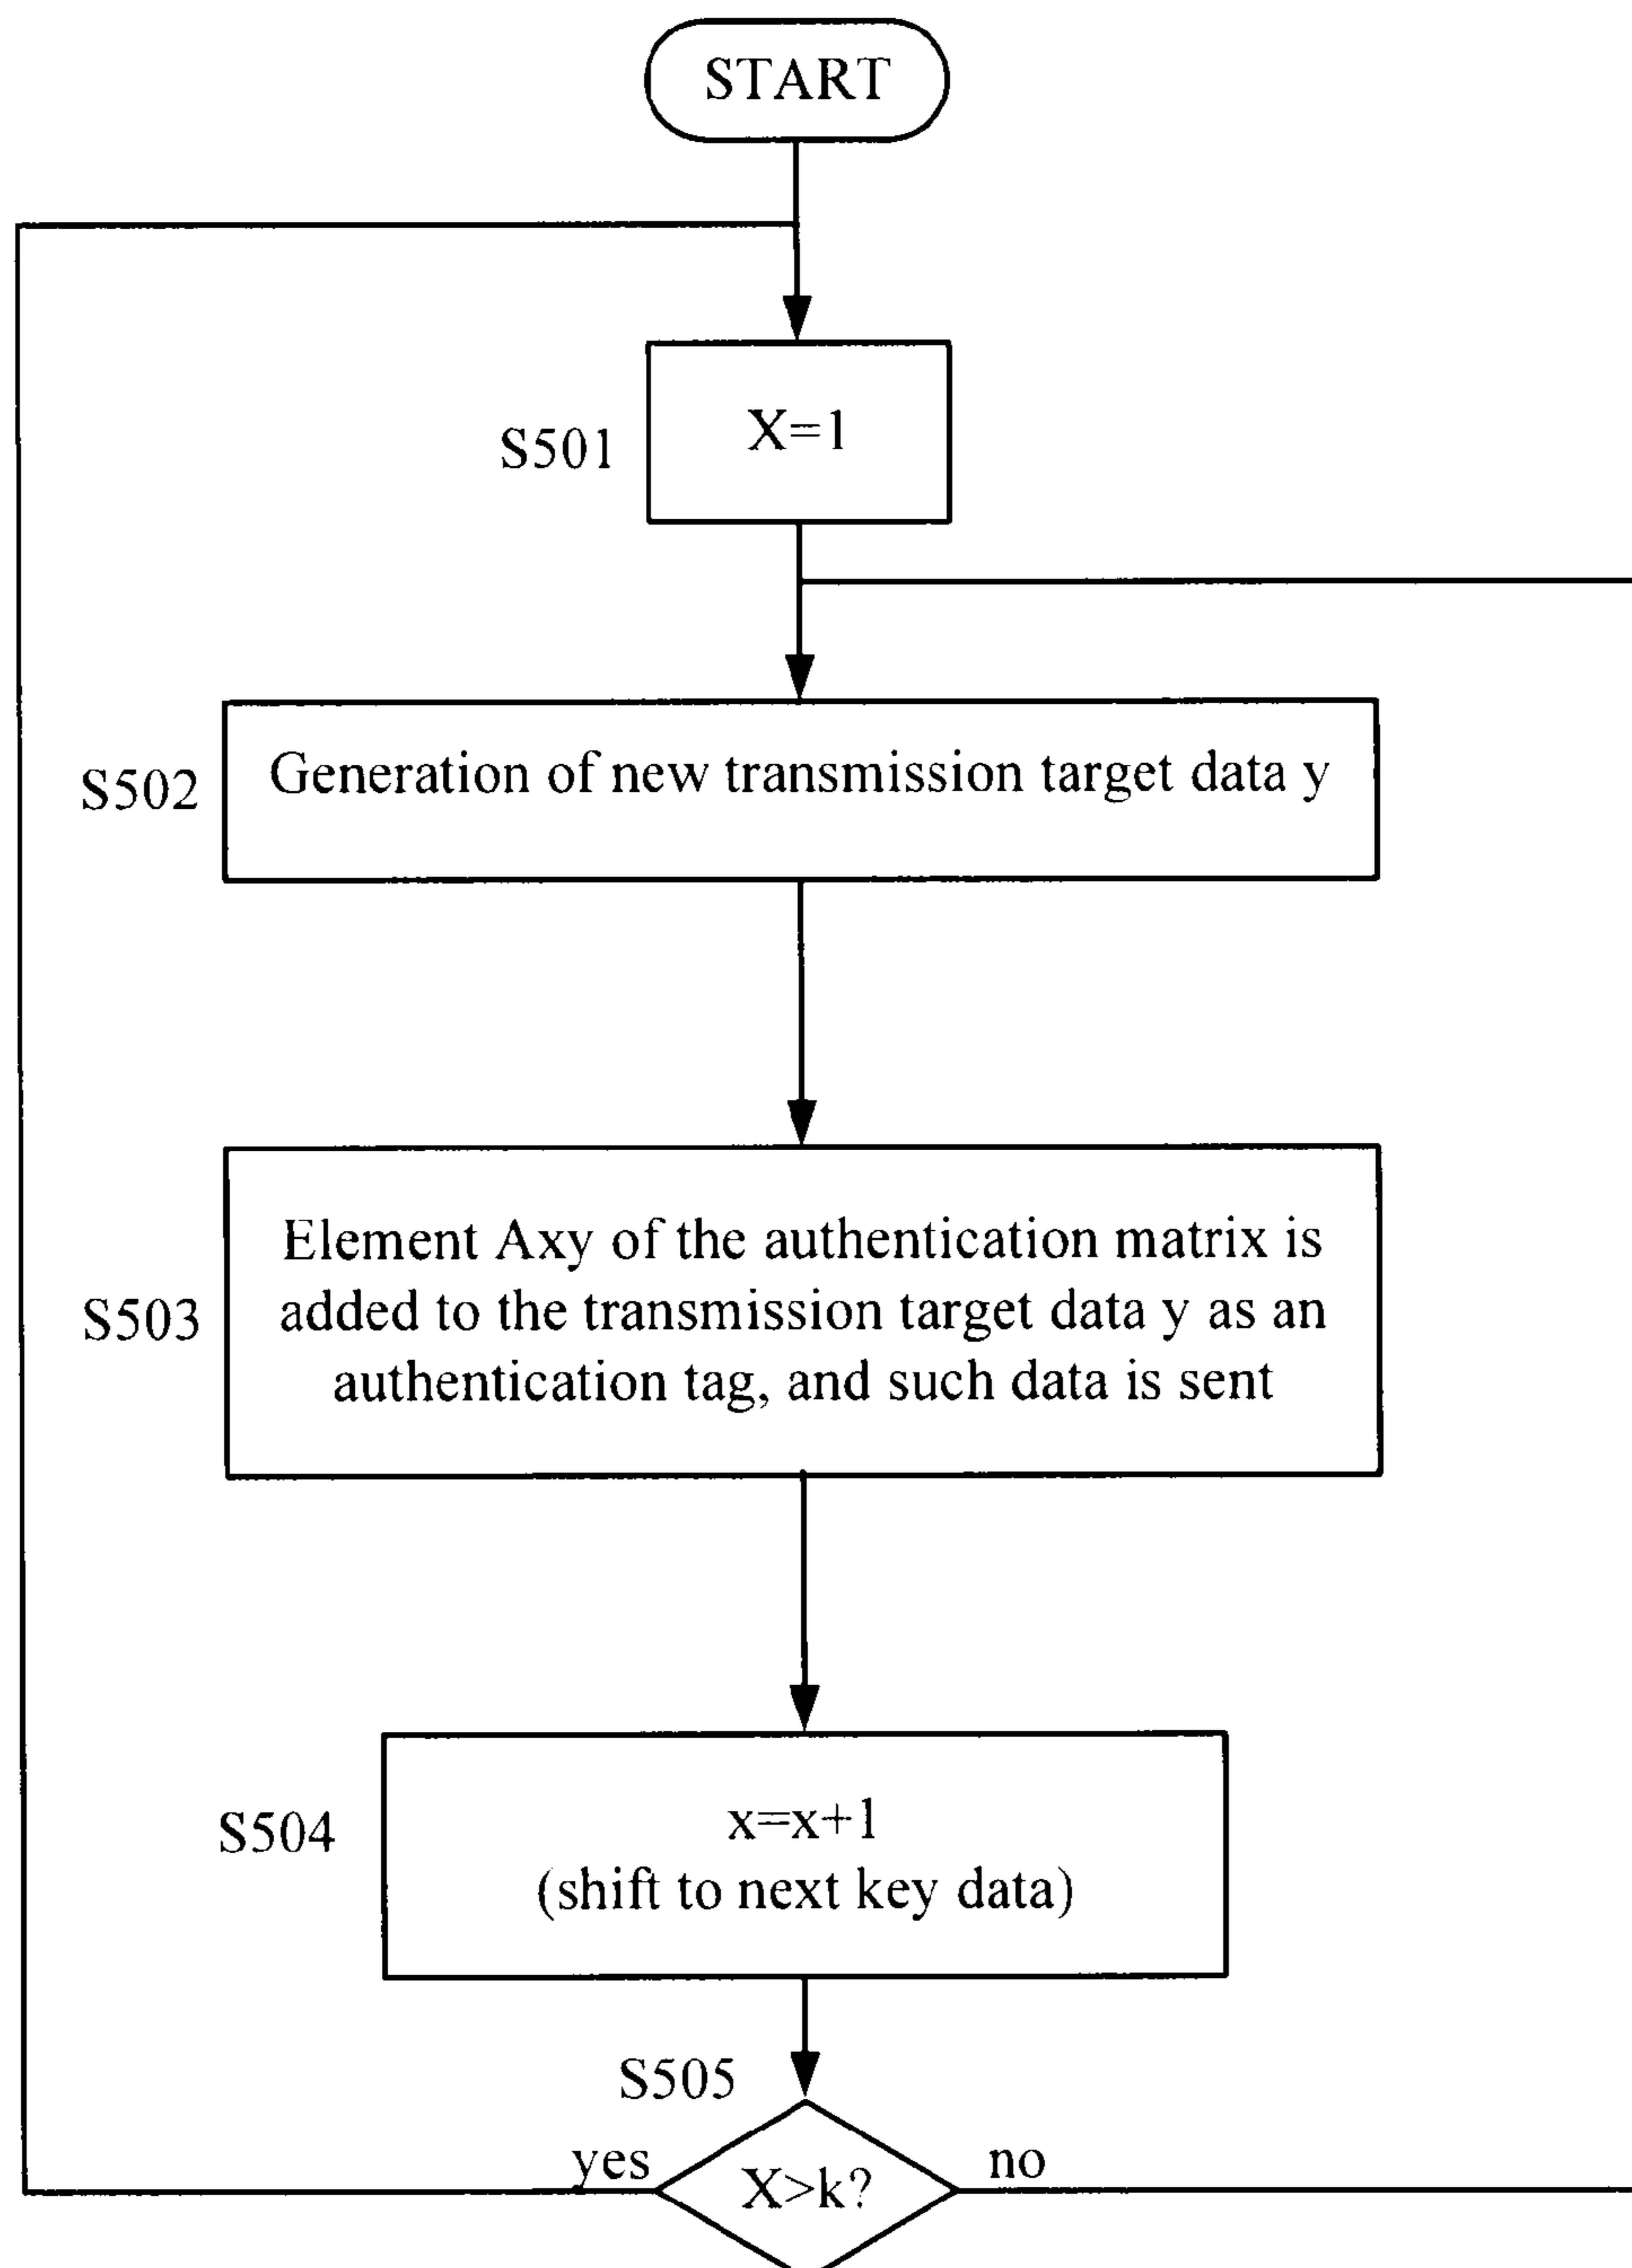 START
S501
X=1
S502
Generation of new transmission target data y
S503
Element Axy of the authentication matrix is
added to the transmission target data y as an
authentication tag, and such data is sent
S504
x=x+1
(shift to next key data)
S505
yes
X>k?
no